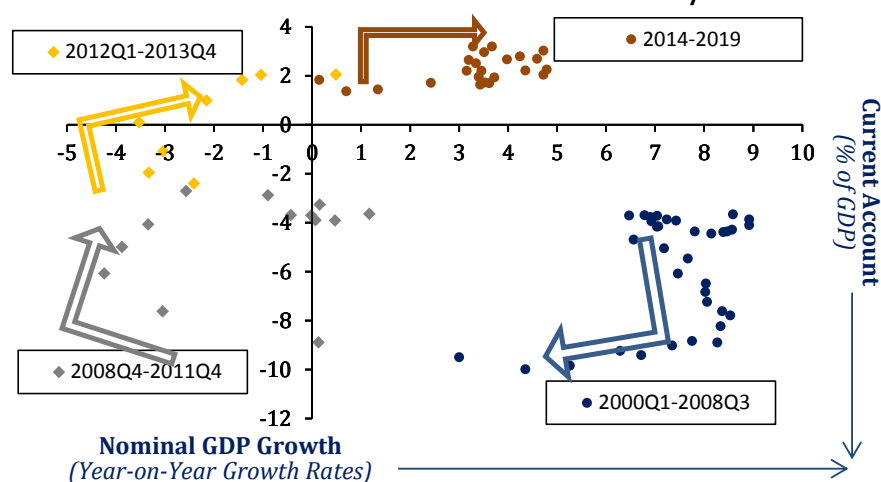 4
2012Q1-2013Q4
2014-2019
2
0
-5 -4 -3 -2 -1 0 1 2 3 4 5 6 7 8 9 10
-2
-4
-6
-8
-10
-12
2008Q4-2011Q4
2000Q1-2008Q3
Current Account
(% of GDP)
Nominal GDP Growth
(Year-on-Year Growth Rates)